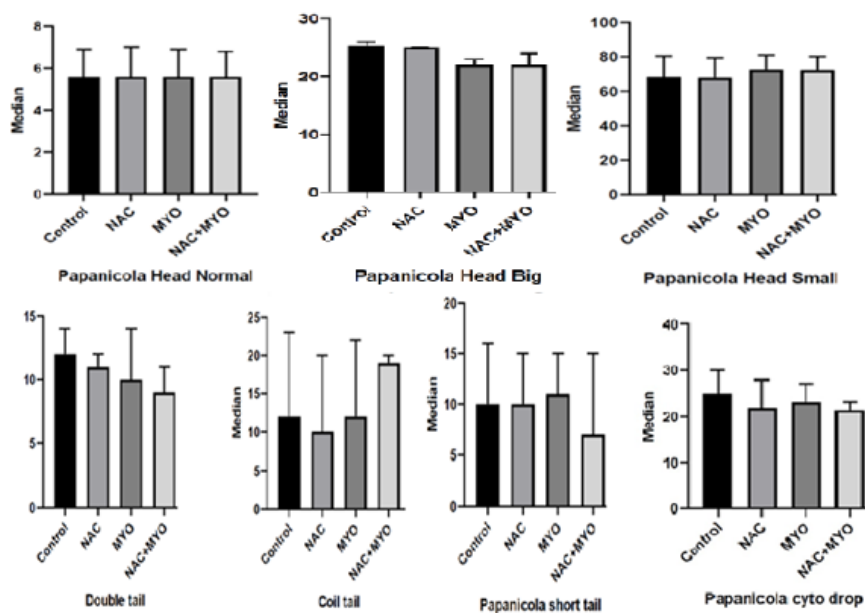 8
6
4
2
0
Median
Control
NAC
MYO
NAC+MYO
Papanicola Head Normal
30
20
10
0
Median
Control
NAC
MYO
NAC+MYO
Papanicola Head Big
100
80
60
40
20
0
Median
Control
NAC
MYO
NAC+MYO
Papanicola Head Small
15
10
5
0
Control
NAC
MYO
NAC+MYO
Double tail
25
20
15
10
5
0
Median
Control
NAC
MYO
NAC+MYO
Coil tail
20
15
10
5
0
Median
Control
NAC
MYO
NAC+MYO
Papanicola short tail
40
30
20
10
0
Median
Control
NAC
MYO
NAC+MYO
Papanicola cyto drop